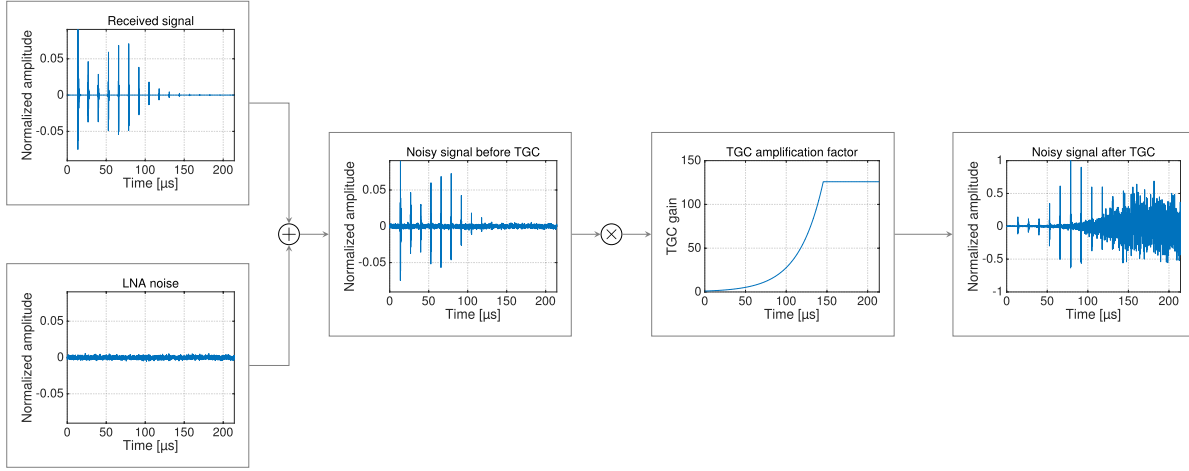 Received signal
Normalized amplitude
0.05
0
-0.05
0 50 100 150 200
Time [µs]
LNA noise
Normalized amplitude
0.05
0
-0.05
0 50 100 150 200
Time [µs]
+
Noisy signal before TGC
Normalized amplitude
0.05
0
-0.05
0 50 100 150 200
Time [µs]
×
TGC amplification factor
TGC gain
150
100
50
0
0 50 100 150 200
Time [µs]
Noisy signal after TGC
Normalized amplitude
1
0.5
0
-0.5
-1
0 50 100 150 200
Time [µs]